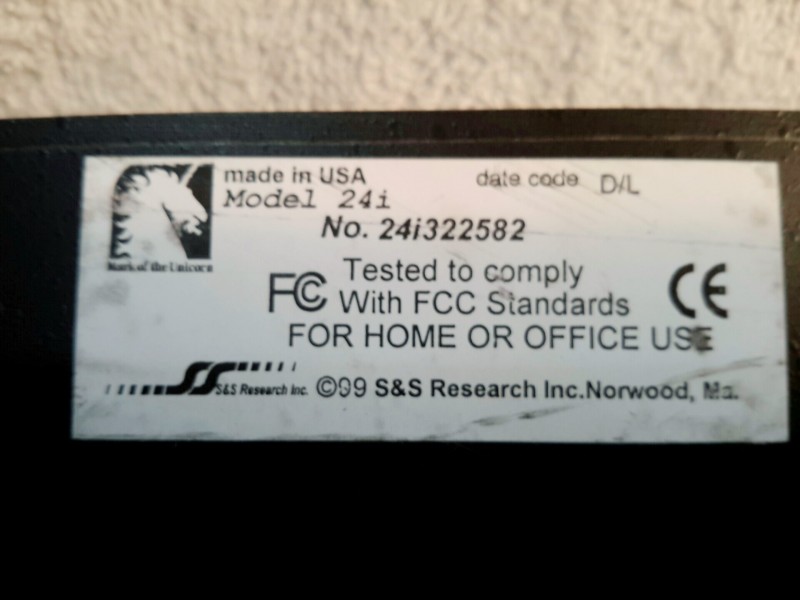 made in USA date code D/L
Model 24i
No. 24i322582
Mark of the Unicorn
FC Tested to comply CE
With FCC Standards
FOR HOME OR OFFICE USE
SS S&S Research Inc. ©99 S&S Research Inc.Norwood, Ma.